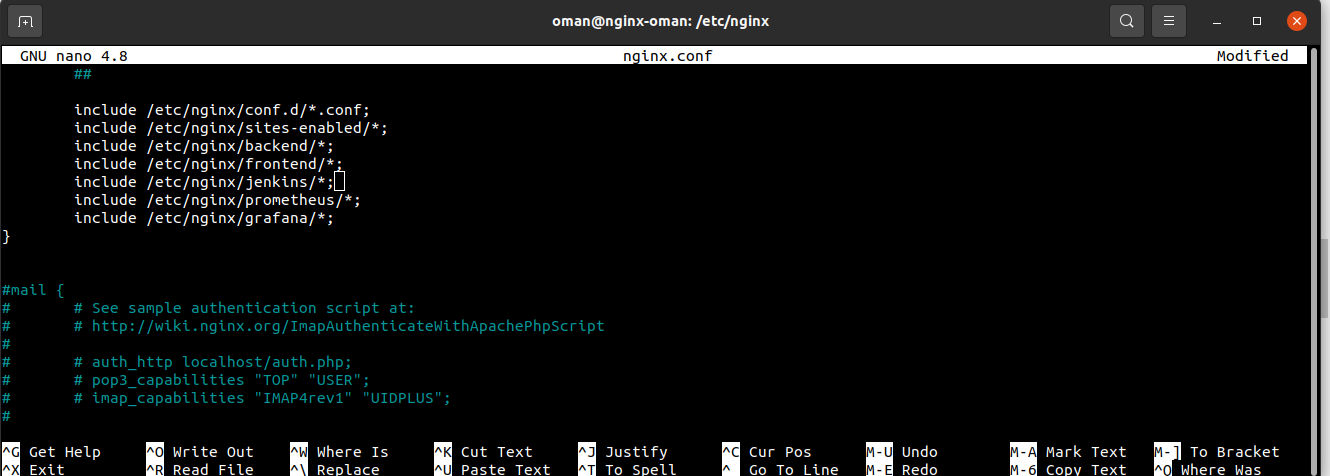 oman@nginx-oman: /etc/nginx
GNU nano 4.8 nginx.conf Modified
##
include /etc/nginx/conf.d/*.conf;
include /etc/nginx/sites-enabled/*;
include /etc/nginx/backend/*;
include /etc/nginx/frontend/*;
include /etc/nginx/jenkins/*;
include /etc/nginx/prometheus/*;
include /etc/nginx/grafana/*;
}
#mail {
# # See sample authentication script at:
# # http://wiki.nginx.org/ImapAuthenticateWithApachePhpScript
#
# # auth_http localhost/auth.php;
# # pop3_capabilities "TOP" "USER";
# # imap_capabilities "IMAP4rev1" "UIDPLUS";
#
^G Get Help ^O Write Out ^W Where Is ^K Cut Text ^J Justify ^C Cur Pos M-U Undo M-A Mark Text M-] To Bracket
^X Exit ^R Read File ^\ Replace ^U Paste Text ^T To Spell ^_ Go To Line M-E Redo M-6 Copy Text ^Q Where Was